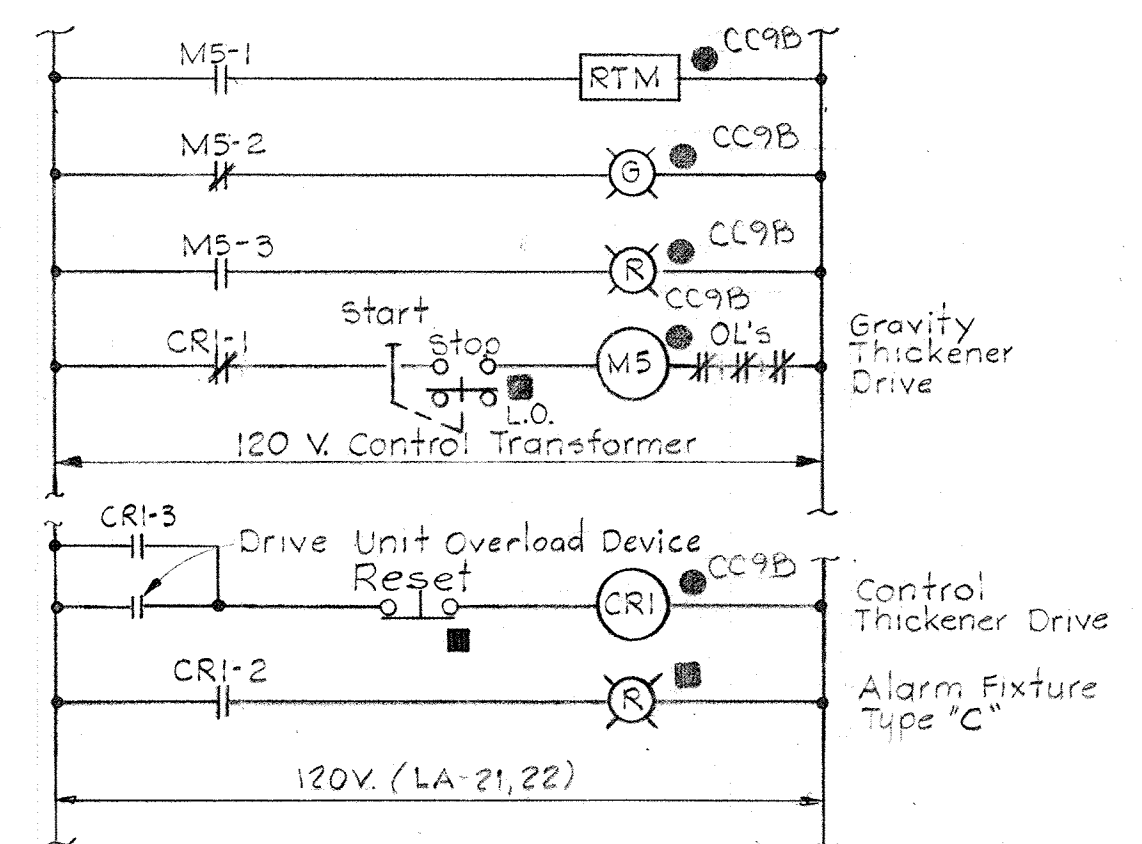 M5-1
CC9B
RTM
M5-2
CC9B
G
M5-3
CC9B
R
CC9B
Start
CR1-1
Stop
OL's
M5
Gravity
Thickener
Drive
L.O.
120 V. Control Transformer
CR1-3
Drive Unit Overload Device
CC9B
Reset
CR1
Control
Thickener Drive
CR1-2
R
Alarm Fixture
Type "C"
120V. (LA-21,22)